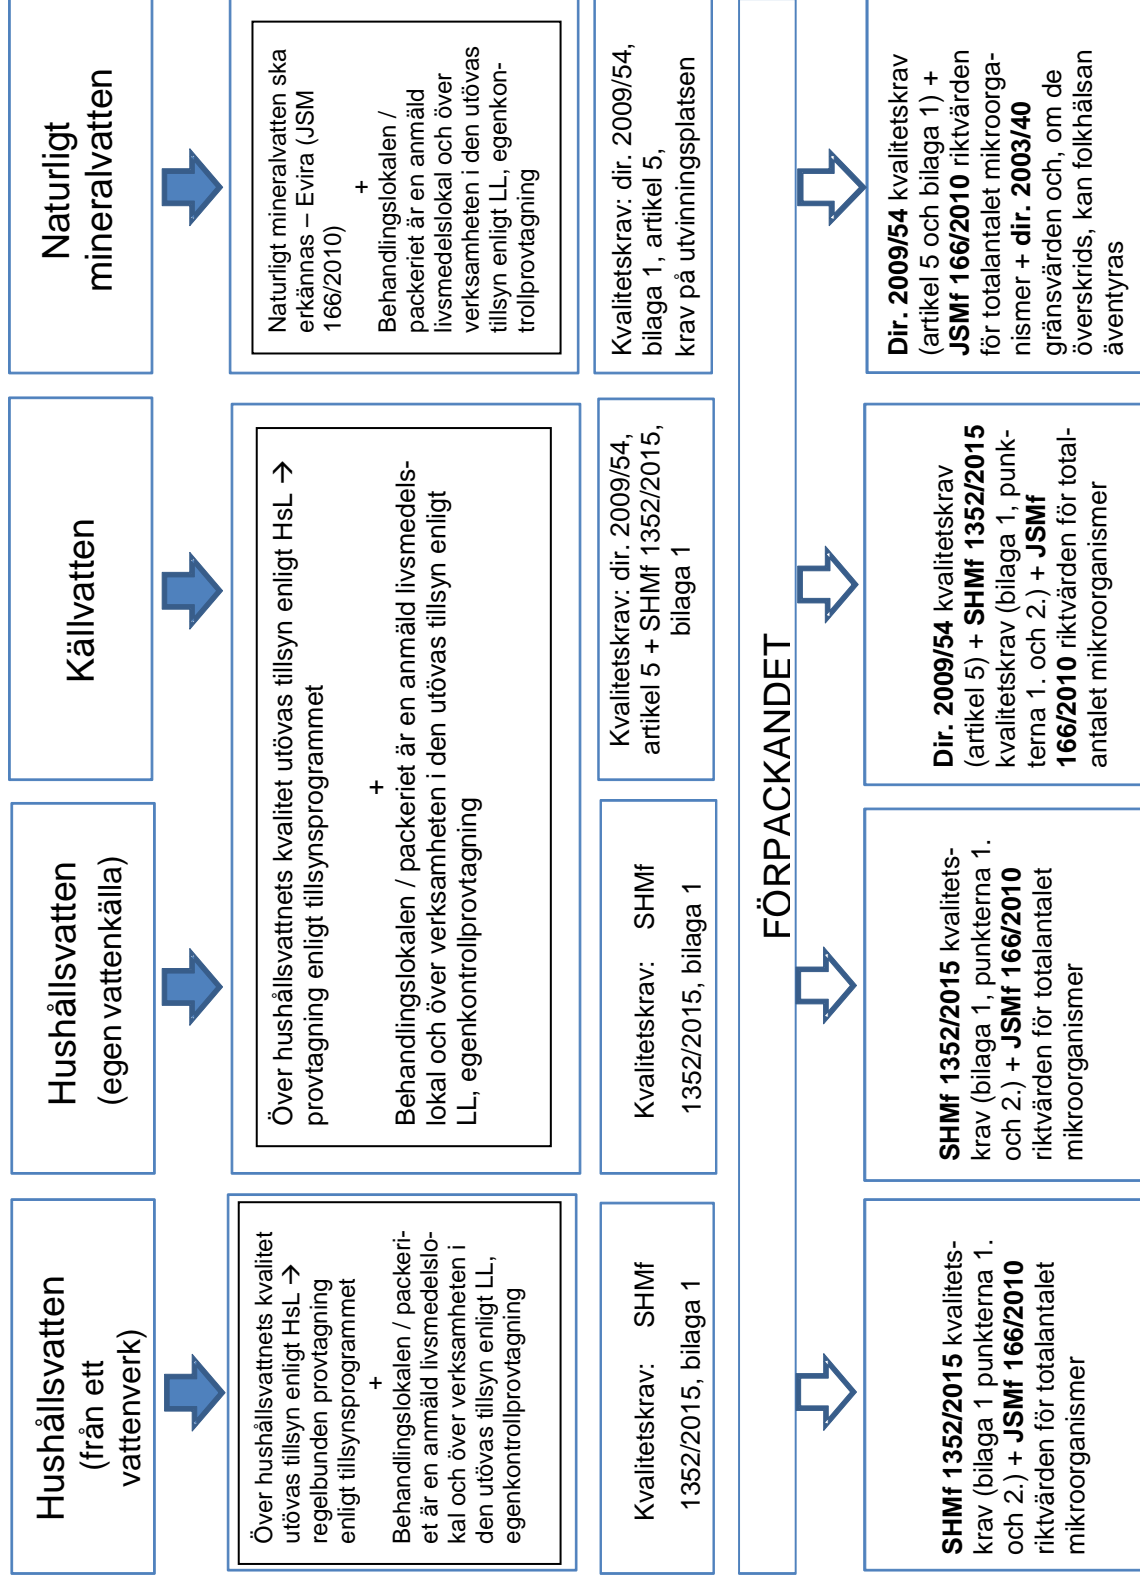 Hushållsvatten
(från ett
vattenverk)
Hushållsvatten
(egen vattenkälla)
Källvatten
Naturligt
mineralvatten
Över hushållsvattnets kvalitet
utövas tillsyn enligt HsL →
regelbunden provtagning
enligt tillsynsprogrammet
+
Behandlingslokalen / packeri-
et är en anmäld livsmedelslo-
kal och över verksamheten i
den utövas tillsyn enligt LL,
egenkontrollprovtagning
Över hushållsvattnets kvalitet utövas tillsyn enligt HsL →
provtagning enligt tillsynsprogrammet
+
Behandlingslokalen / packeriet är en anmäld livsmedels-
lokal och över verksamheten i den utövas tillsyn enligt
LL, egenkontrollprovtagning
Naturligt mineralvatten ska
erkännas – Evira (JSM
166/2010)
+
Behandlingslokalen /
packeriet är en anmäld
livsmedelslokal och över
verksamheten i den utövas
tillsyn enligt LL, egenkon-
trollprovtagning
Kvalitetskrav: SHMf
1352/2015, bilaga 1
Kvalitetskrav: SHMf
1352/2015, bilaga 1
Kvalitetskrav: dir. 2009/54,
artikel 5 + SHMf 1352/2015,
bilaga 1
Kvalitetskrav: dir. 2009/54,
bilaga 1, artikel 5,
krav på utvinningsplatsen
FÖRPACKANDET
SHMf 1352/2015 kvalitets-
krav (bilaga 1 punkterna 1.
och 2.) + JSMf 166/2010
riktvärden för totalantalet
mikroorganismer
SHMf 1352/2015 kvalitets-
krav (bilaga 1, punkterna 1.
och 2.) + JSMf 166/2010
riktvärden för totalantalet
mikroorganismer
Dir. 2009/54 kvalitetskrav
(artikel 5) + SHMf 1352/2015
kvalitetskrav (bilaga 1, punk-
terna 1. och 2.) + JSMf
166/2010 riktvärden för total-
antalet mikroorganismer
Dir. 2009/54 kvalitetskrav
(artikel 5 och bilaga 1) +
JSMf 166/2010 riktvärden
för totalantalet mikroorga-
nismer + dir. 2003/40
gränsvärden och, om de
överskrids, kan folkhälsan
äventyras